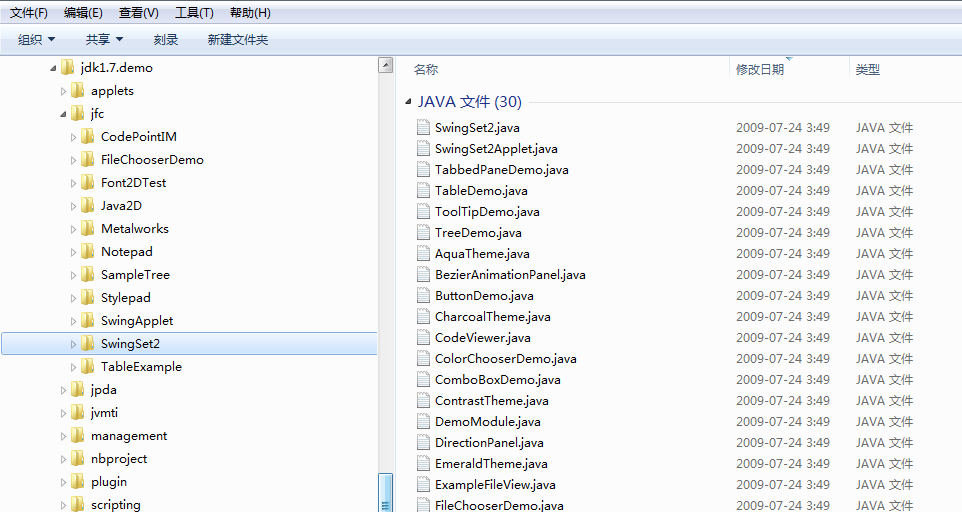 文件(F) 编辑(E) 查看(V) 工具(T) 帮助(H)
组织 共享 刻录 新建文件夹
jdk1.7.demo
applets
jfc
CodePointIM
FileChooserDemo
Font2DTest
Java2D
Metalworks
Notepad
SampleTree
Stylepad
SwingApplet
SwingSet2
TableExample
jpda
jvmti
management
nbproject
plugin
scripting
名称 修改日期 类型
JAVA 文件 (30)
SwingSet2.java 2009-07-24 3:49 JAVA 文件
SwingSet2Applet.java 2009-07-24 3:49 JAVA 文件
TabbedPaneDemo.java 2009-07-24 3:49 JAVA 文件
TableDemo.java 2009-07-24 3:49 JAVA 文件
ToolTipDemo.java 2009-07-24 3:49 JAVA 文件
TreeDemo.java 2009-07-24 3:49 JAVA 文件
AquaTheme.java 2009-07-24 3:49 JAVA 文件
BezierAnimationPanel.java 2009-07-24 3:49 JAVA 文件
ButtonDemo.java 2009-07-24 3:49 JAVA 文件
CharcoalTheme.java 2009-07-24 3:49 JAVA 文件
CodeViewer.java 2009-07-24 3:49 JAVA 文件
ColorChooserDemo.java 2009-07-24 3:49 JAVA 文件
ComboBoxDemo.java 2009-07-24 3:49 JAVA 文件
ContrastTheme.java 2009-07-24 3:49 JAVA 文件
DemoModule.java 2009-07-24 3:49 JAVA 文件
DirectionPanel.java 2009-07-24 3:49 JAVA 文件
EmeraldTheme.java 2009-07-24 3:49 JAVA 文件
ExampleFileView.java 2009-07-24 3:49 JAVA 文件
FileChooserDemo.java 2009-07-24 3:49 JAVA 文件